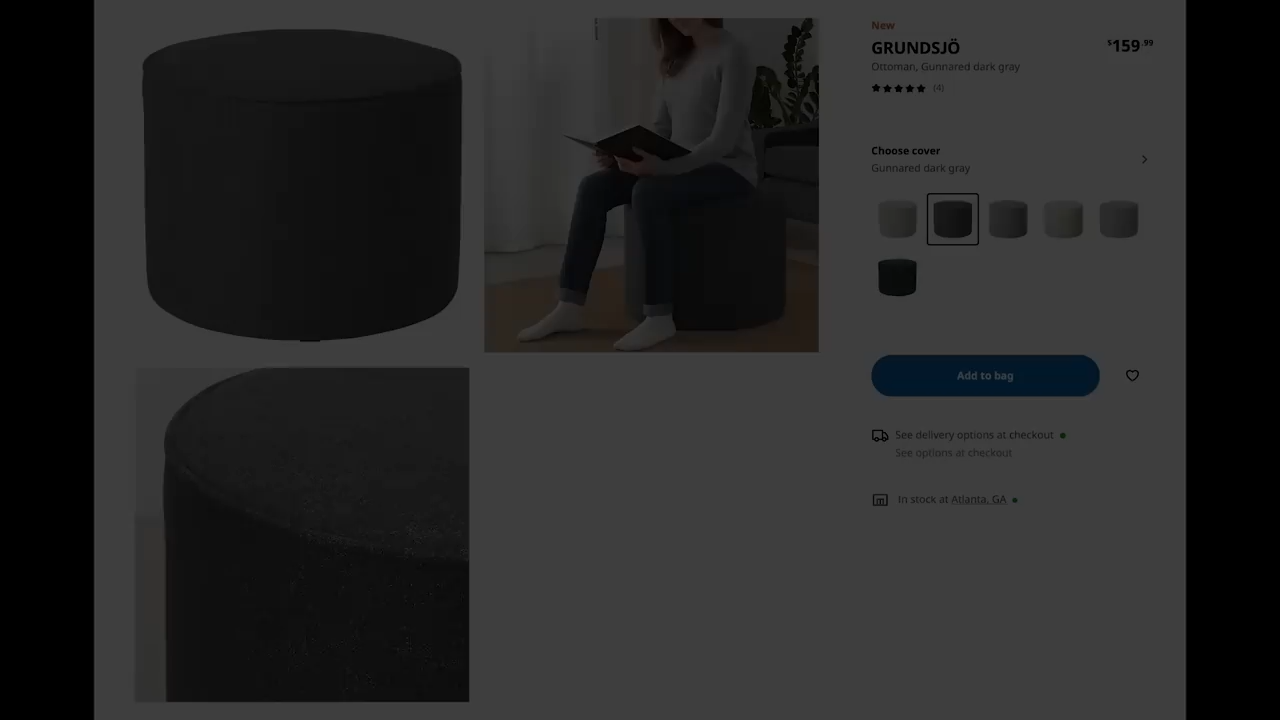 New
GRUNDSJÖ
$159.99
Ottoman, Gunnared dark gray
(4)
Choose cover
Gunnared dark gray
Add to bag
See delivery options at checkout
See options at checkout
In stock at Atlanta, GA